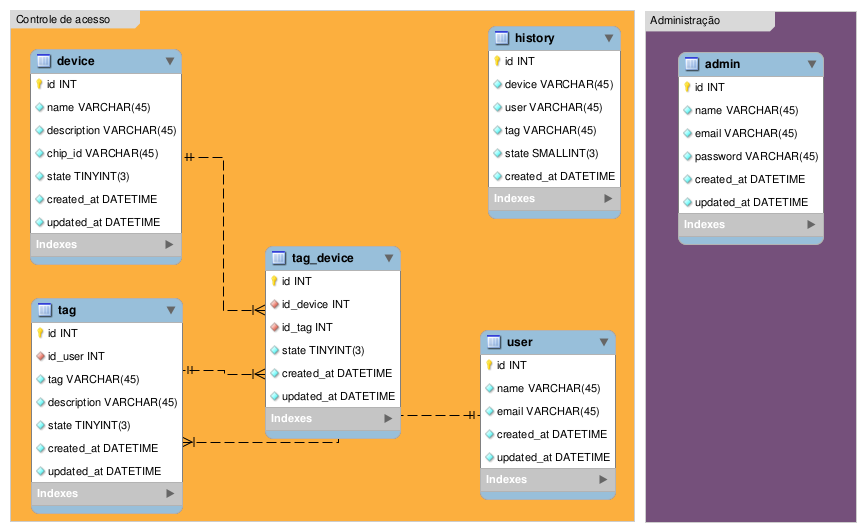 Controle de acesso
device
id INT
name VARCHAR(45)
description VARCHAR(45)
chip_id VARCHAR(45)
state TINYINT(3)
created_at DATETIME
updated_at DATETIME
Indexes
tag
id INT
id_user INT
tag VARCHAR(45)
description VARCHAR(45)
state TINYINT(3)
created_at DATETIME
updated_at DATETIME
Indexes
tag_device
id INT
id_device INT
id_tag INT
state TINYINT(3)
created_at DATETIME
updated_at DATETIME
Indexes
history
id INT
device VARCHAR(45)
user VARCHAR(45)
tag VARCHAR(45)
state SMALLINT(3)
created_at DATETIME
Indexes
user
id INT
name VARCHAR(45)
email VARCHAR(45)
created_at DATETIME
updated_at DATETIME
Indexes
Administração
admin
id INT
name VARCHAR(45)
email VARCHAR(45)
password VARCHAR(45)
created_at DATETIME
updated_at DATETIME
Indexes